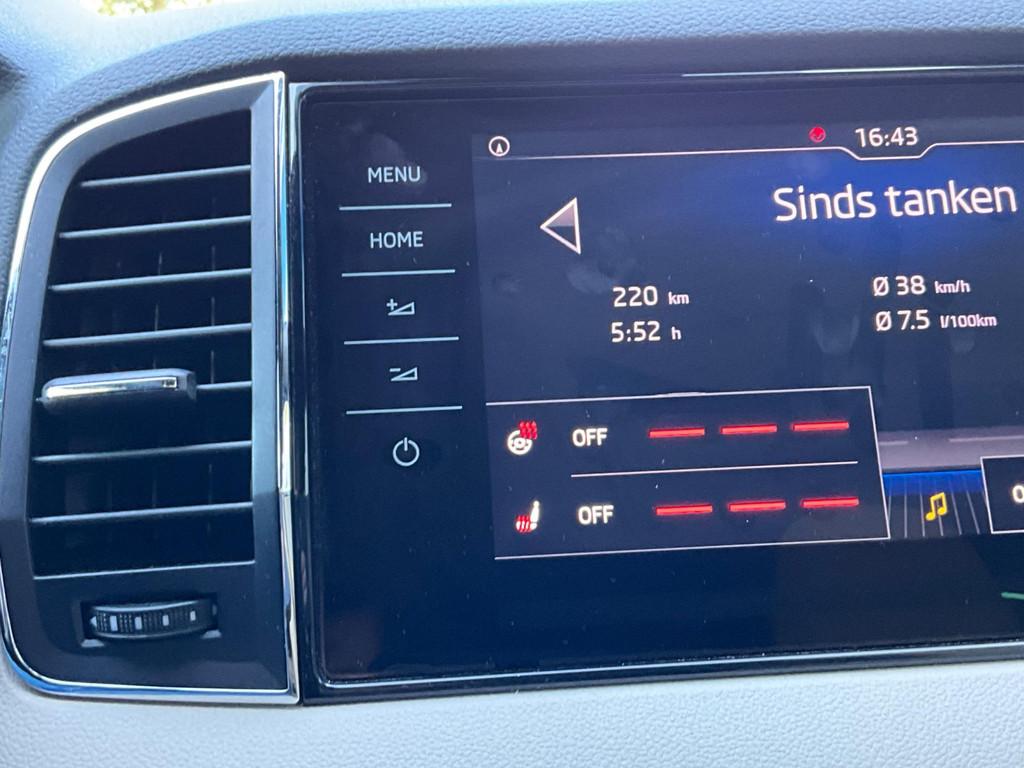 16:43
MENU
Sinds tanken
HOME
220 km
Ø 38 km/h
5:52 h
Ø 7.5 l/100km
OFF
OFF